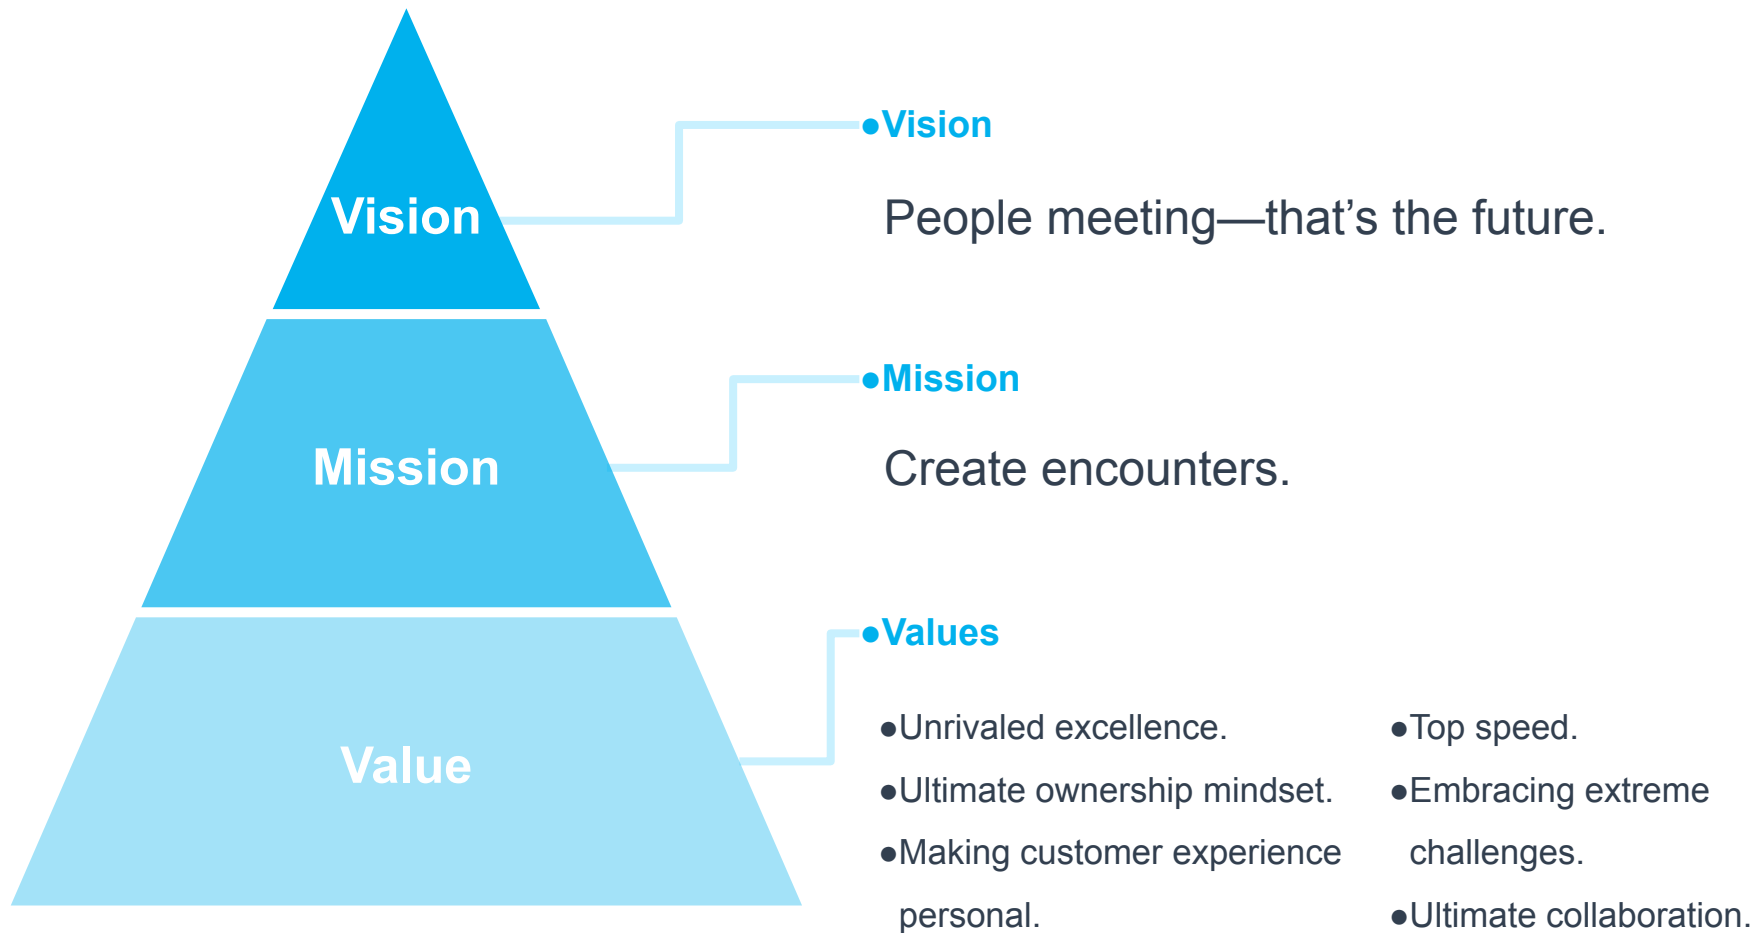 Vision
●Vision
People meeting—that’s the future.
Mission
●Mission
Create encounters.
Value
●Values
●Unrivaled excellence.
●Ultimate ownership mindset.
●Making customer experience
personal.
●Top speed.
●Embracing extreme
challenges.
●Ultimate collaboration.